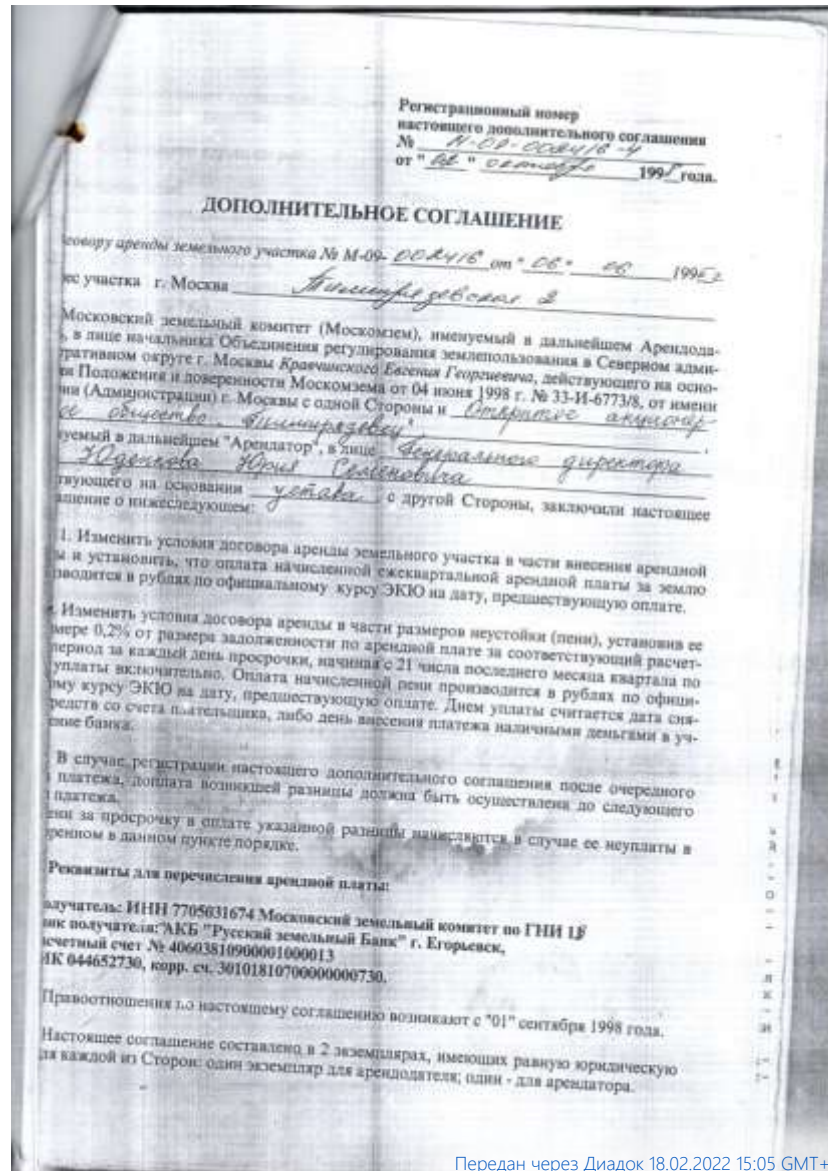 Регистрационный номер
настоящего дополнительного соглашения
№ М-09-002416-4
от " 02 " октября 199 года.
ДОПОЛНИТЕЛЬНОЕ СОГЛАШЕНИЕ
говору аренды земельного участка № М-09- 002416 от " 06 " 06 199
ес участка г. Москва Тимирязевская 2
Московский земельный комитет (Москомзем), именуемый в дальнейшем Арендода-
, в лице начальника Объединения регулирования землепользования в Северном адми-
ративном округе г. Москвы Кравчинского Евгения Георгиевича, действующего на осно-
ии Положения и доверенности Москомзема от 04 июня 1998 г. № 33-И-6773/8, от имени
ии (Администрации) г. Москвы с одной Стороны и Открытое акционер
ое общество "Тимирязевец" ,
уемый в дальнейшем "Арендатор", в лице Генерального директора
Юрия Семеновича
твующего на основании устава с другой Стороны, заключили настоящее
ашение о нижеследующем:
1. Изменить условия договора аренды земельного участка в части внесения арендной
ы и установить, что оплата начисленной ежеквартальной арендной платы за землю
зводится в рублях по официальному курсу ЭКЮ на дату, предшествующую оплате.
Изменить условия договора аренды в части размеров неустойки (пени), установив ее
мере 0,2% от размера задолженности по арендной плате за соответствующий расчет-
период за каждый день просрочки, начиная с 21 числа последнего месяца квартала по
уплаты включительно. Оплата начисленной пени производится в рублях по офици-
му курсу ЭКЮ на дату, предшествующую оплате. Днем уплаты считается дата сня-
редств со счета плательщика, либо день внесения платежа наличными деньгами в уч-
ение банка.
В случае регистрации настоящего дополнительного соглашения после очередного
платежа, доплата возникшей разницы должна быть осуществлена до следующего
платежа.
ени за просрочку в оплате указанной разницы начисляются в случае ее неуплаты в
ренном в данном пункте порядке.
Реквизиты для перечисления арендной платы:
олучатель: ИНН 7705031674 Московский земельный комитет по ГНИ 18
нк получателя: АКБ "Русский земельный Банк" г. Егорьевск,
счетный счет № 40603810900001000013
ИК 044652730, корр. сч. 30101810700000000730.
Правоотношения по настоящему соглашению возникают с "01" сентября 1998 года.
Настоящее соглашение составлено в 2 экземплярах, имеющих равную юридическую
ля каждой из Сторон: один экземпляр для арендодателя; один - для арендатора.
Передан через Диадок 18.02.2022 15:05 GMT+